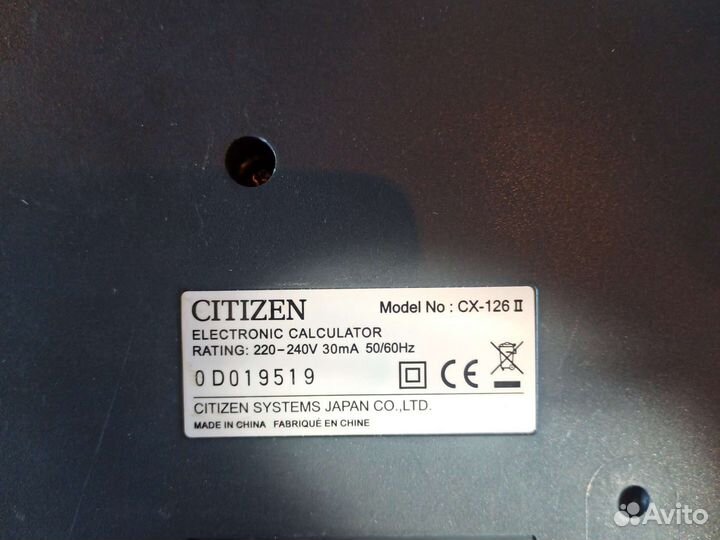 CITIZEN Model No : CX-126 II
ELECTRONIC CALCULATOR
RATING: 220-240V 30mA 50/60Hz
0D019519 CE
CITIZEN SYSTEMS JAPAN CO.,LTD.
MADE IN CHINA FABRIQUÉ EN CHINE
Avito